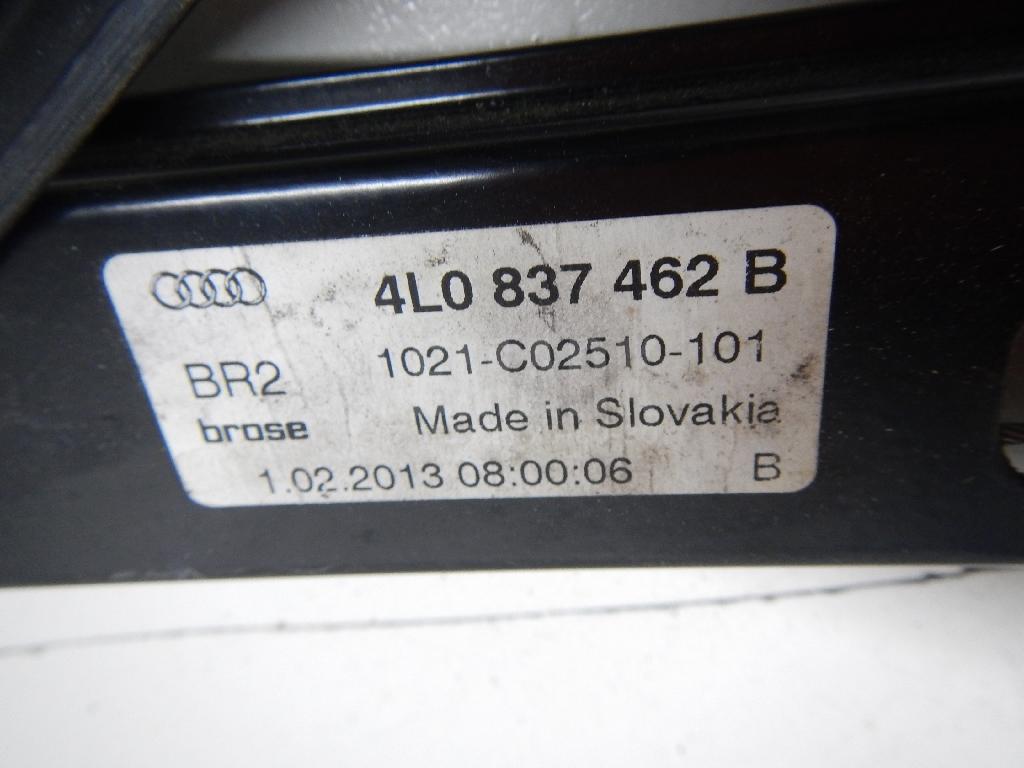 4L0 837 462 B
1021-C02510-101
BR2
Made in Slovakia
brose
1.02.2013 08:00:06 B